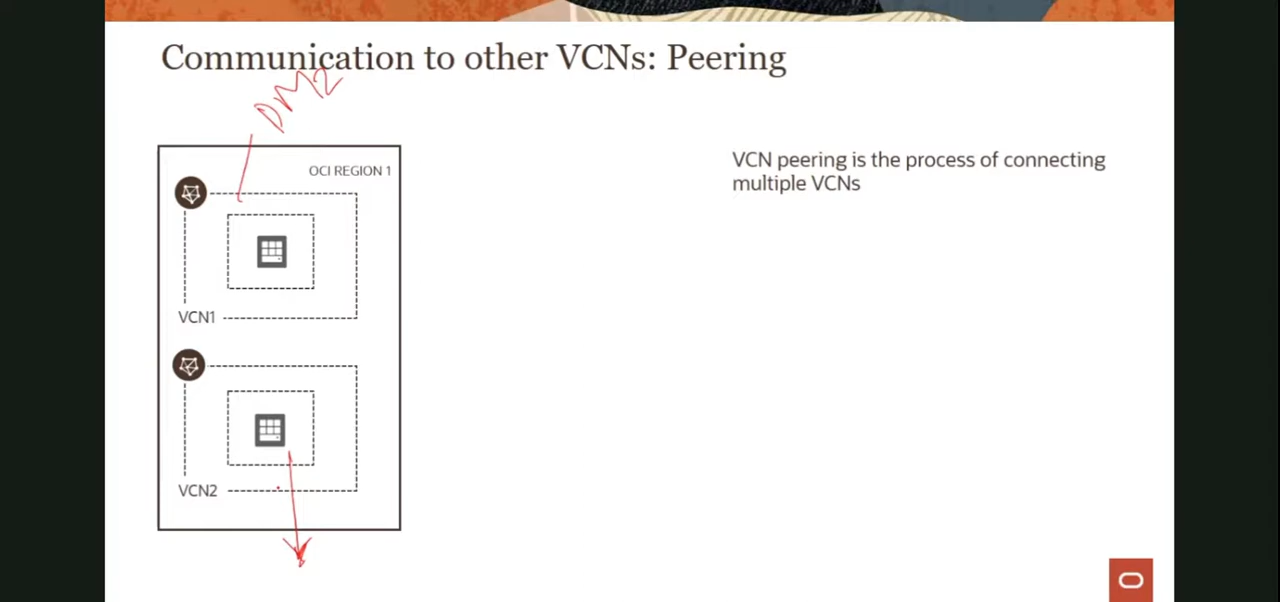 Communication to other VCNs: Peering
DMZ
OCI REGION 1
VCN peering is the process of connecting
multiple VCNs
VCN1
VCN2